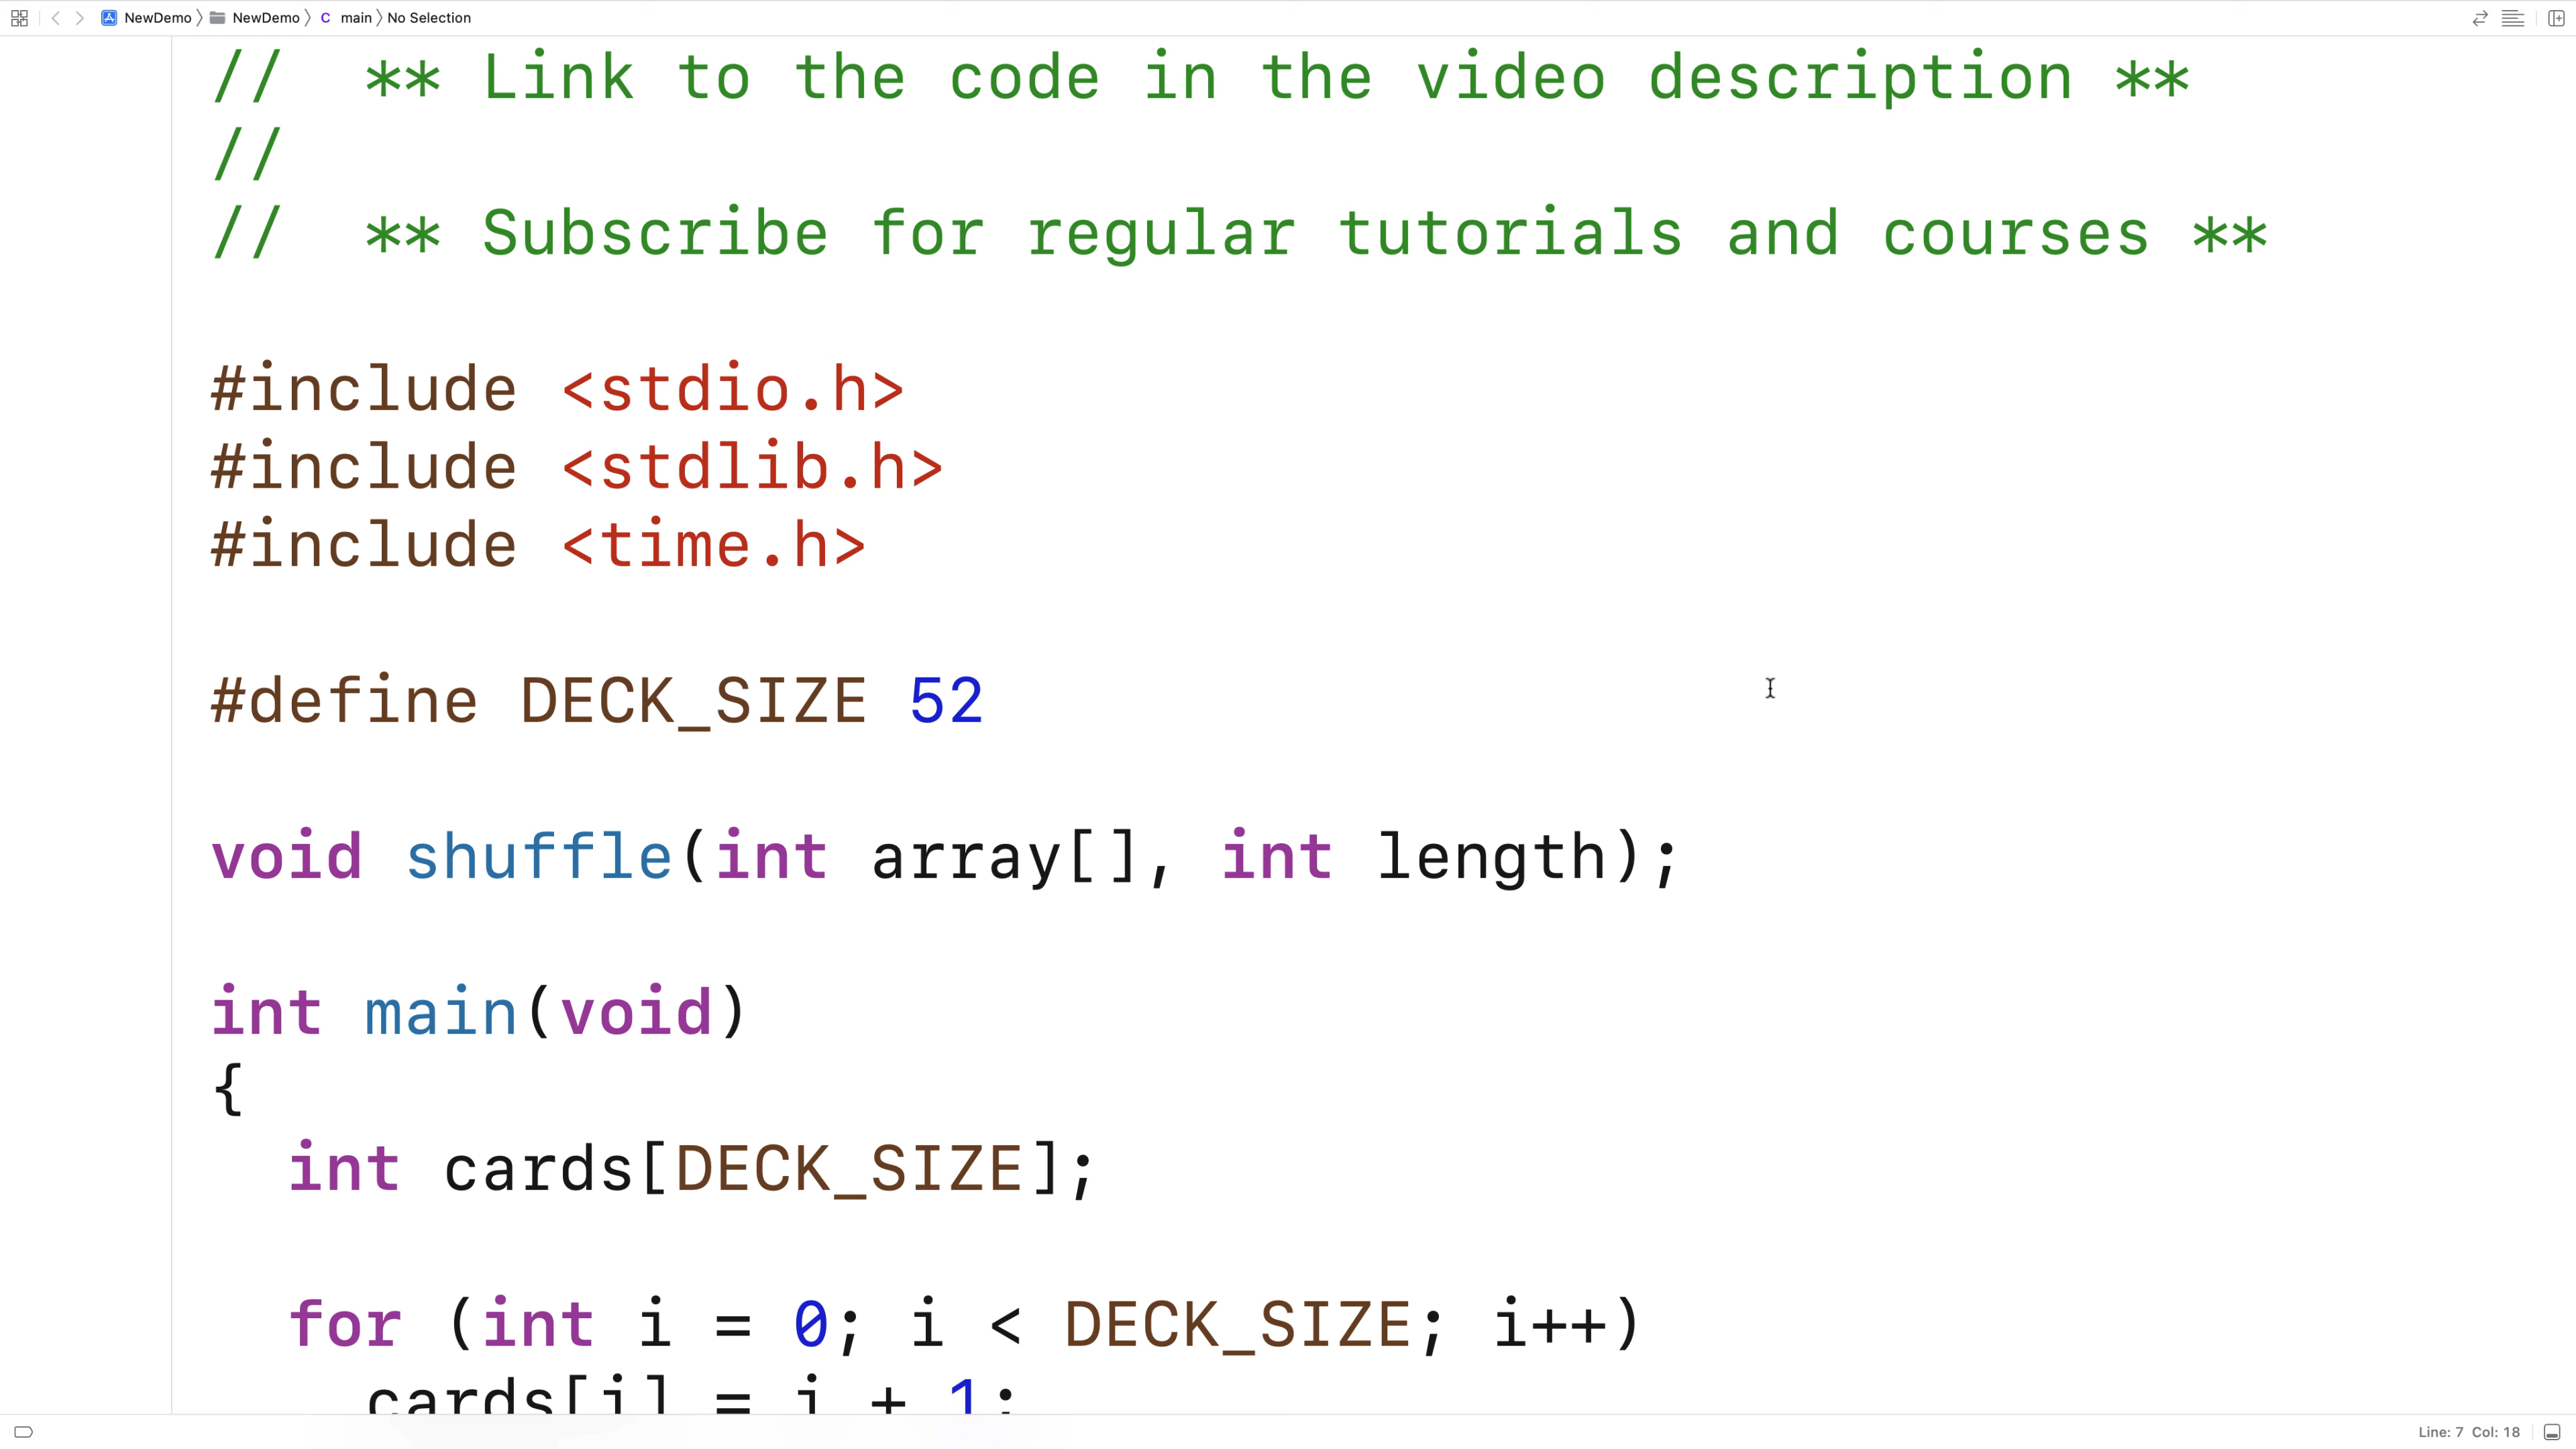 NewDemo 〉 NewDemo 〉 C main 〉 No Selection
//  ** Link to the code in the video description **
//
//  ** Subscribe for regular tutorials and courses **
#include <stdio.h>
#include <stdlib.h>
#include <time.h>
#define DECK_SIZE 52
void shuffle(int array[], int length);
int main(void)
{
  int cards[DECK_SIZE];
  for (int i = 0; i < DECK_SIZE; i++)
    cards[i] = i + 1;
Line: 7  Col: 18